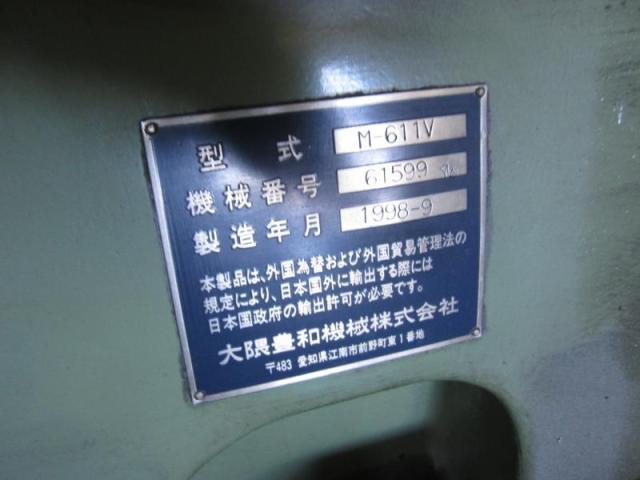 型式 M-611V
機械番号 61599
製造年月 1998-9
本製品は、外国為替および外国貿易管理法の
規定により、日本国外に輸出する際には
日本国政府の輸出許可が必要です。
大隈豊和機械株式会社
〒483 愛知県江南市前野町東1番地